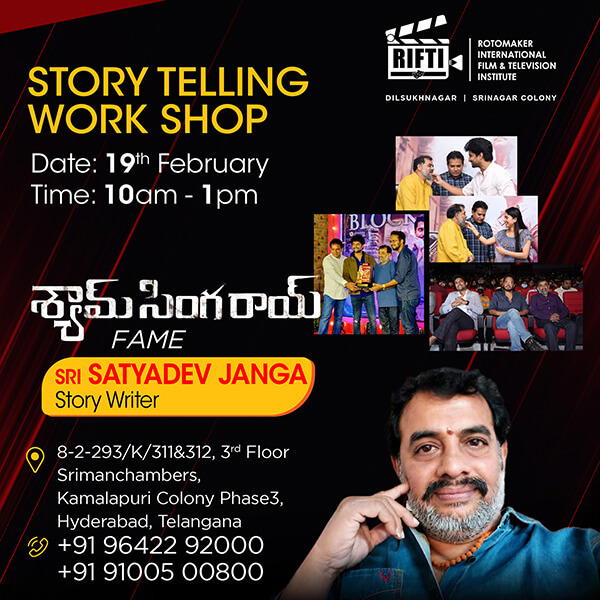 RIFTI
ROTOMAKER
INTERNATIONAL
FILM & TELEVISION
INSTITUTE
DILSUKHNAGAR | SRINAGAR COLONY
STORY TELLING
WORK SHOP
Date: 19th February
Time: 10am - 1pm
BLOCK
శ్యామ్ సింగరాయ్
FAME
SRI SATYADEV JANGA
Story Writer
8-2-293/K/311&312, 3rd Floor
Srimanchambers,
Kamalapuri Colony Phase3,
Hyderabad, Telangana
+91 96422 92000
+91 91005 00800